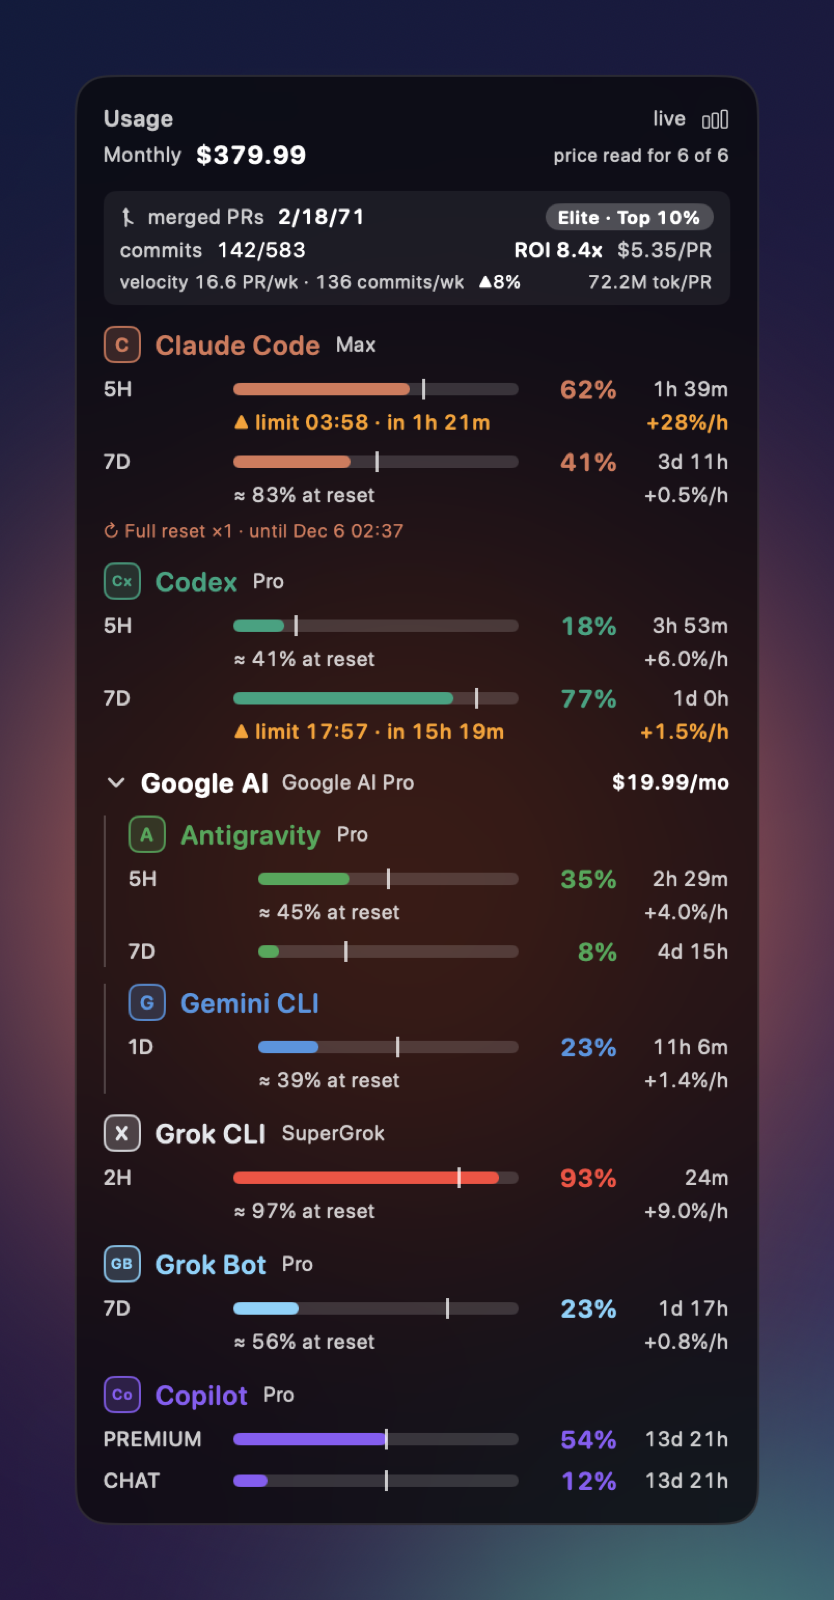 Usage live
Monthly $379.99 price read for 6 of 6
merged PRs 2/18/71 Elite · Top 10%
commits 142/583 ROI 8.4x $5.35/PR
velocity 16.6 PR/wk · 136 commits/wk ▲8% 72.2M tok/PR
C Claude Code Max
5H 62% 1h 39m
▲ limit 03:58 · in 1h 21m +28%/h
7D 41% 3d 11h
≈ 83% at reset +0.5%/h
↻ Full reset ×1 · until Dec 6 02:37
Cx Codex Pro
5H 18% 3h 53m
≈ 41% at reset +6.0%/h
7D 77% 1d 0h
▲ limit 17:57 · in 15h 19m +1.5%/h
Google AI Google AI Pro $19.99/mo
A Antigravity Pro
5H 35% 2h 29m
≈ 45% at reset +4.0%/h
7D 8% 4d 15h
G Gemini CLI
1D 23% 11h 6m
≈ 39% at reset +1.4%/h
X Grok CLI SuperGrok
2H 93% 24m
≈ 97% at reset +9.0%/h
GB Grok Bot Pro
7D 23% 1d 17h
≈ 56% at reset +0.8%/h
Co Copilot Pro
PREMIUM 54% 13d 21h
CHAT 12% 13d 21h